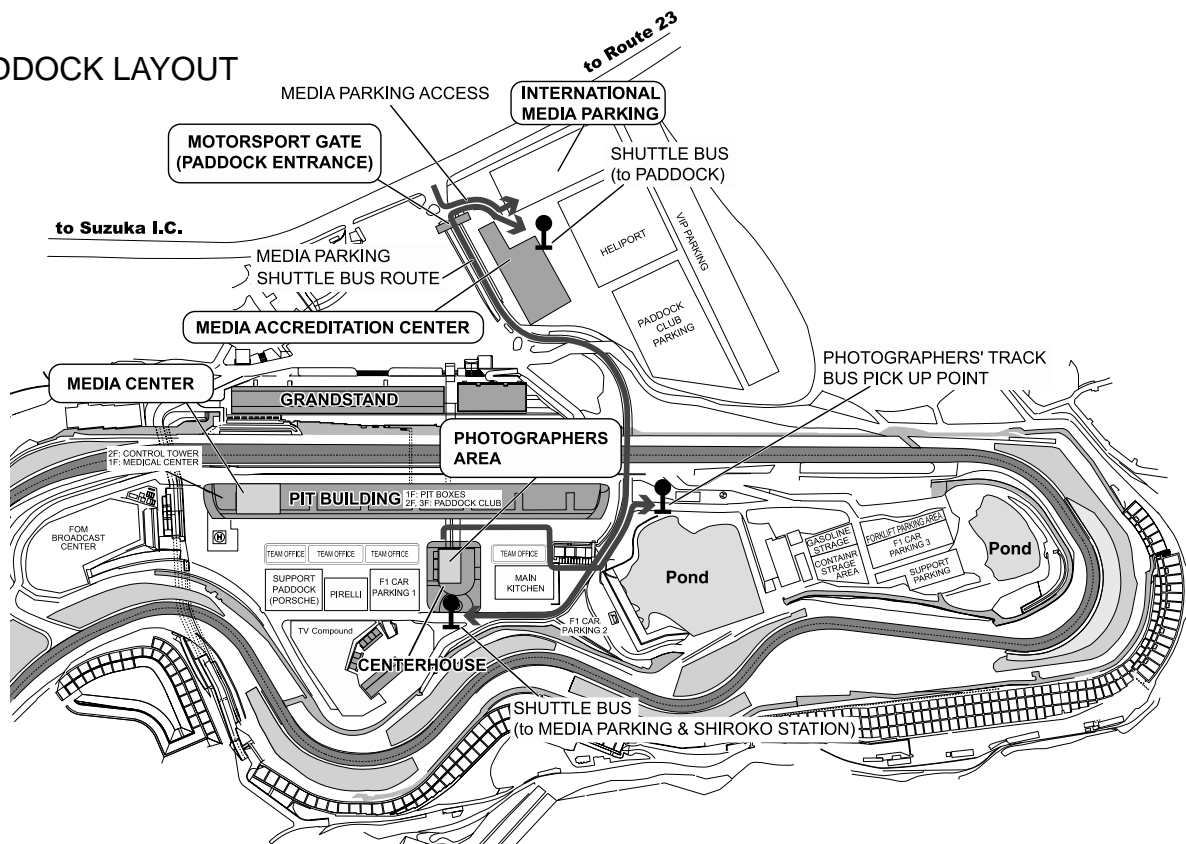 DDOCK LAYOUT
to Route 23
MEDIA PARKING ACCESS
INTERNATIONAL
MEDIA PARKING
MOTORSPORT GATE
(PADDOCK ENTRANCE)
SHUTTLE BUS
(to PADDOCK)
to Suzuka I.C.
VIP PARKING
HELIPORT
MEDIA PARKING
SHUTTLE BUS ROUTE
PADDOCK
CLUB
PARKING
MEDIA ACCREDITATION CENTER
PHOTOGRAPHERS' TRACK
BUS PICK UP POINT
MEDIA CENTER
GRANDSTAND
PHOTOGRAPHERS
AREA
2F: CONTROL TOWER
1F: MEDICAL CENTER
PIT BUILDING
1F: PIT BOXES
2F, 3F: PADDOCK CLUB
FOM
BROADCAST
CENTER
H
TEAM OFFICE
TEAM OFFICE
TEAM OFFICE
TEAM OFFICE
GASOLINE
STRAGE
CONTAINR
STRAGE
AREA
FORKLIFT PARKING AREA
F1 CAR
PARKING 3
SUPPORT
PARKING
Pond
Pond
SUPPORT
PADDOCK
(PORSCHE)
PIRELLI
F1 CAR
PARKING 1
MAIN
KITCHEN
F1 CAR
PARKING 2
TV Compound
CENTERHOUSE
SHUTTLE BUS
(to MEDIA PARKING & SHIROKO STATION)